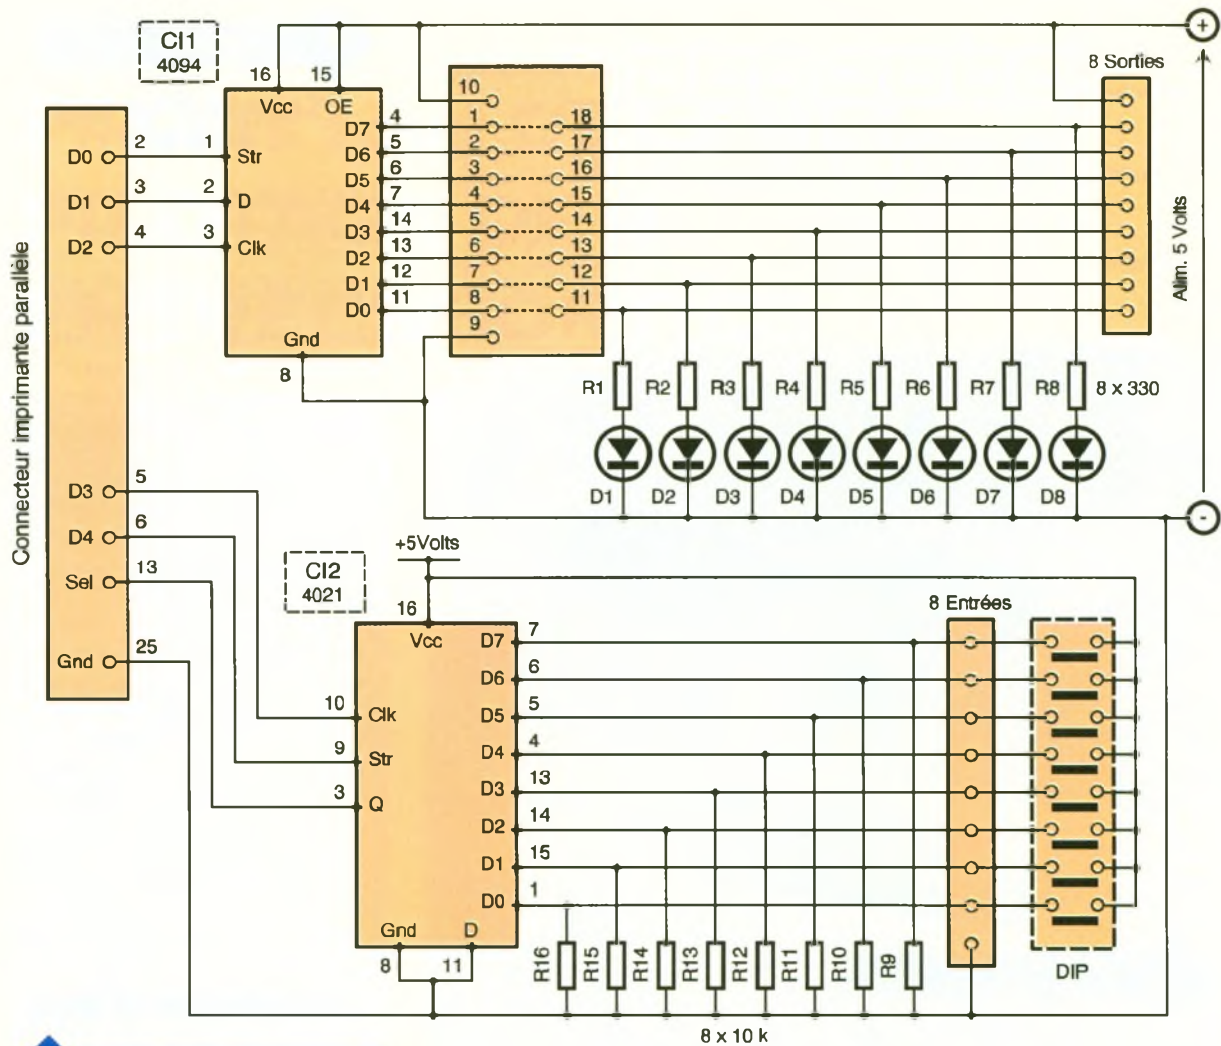 CI1
4094
16
15
Vcc
OE
Connecteur imprimante parallèle
D0
2
1
Str
D1
3
2
D
D2
4
3
Clk
D7
4
D6
5
D5
6
D4
7
D3
14
D2
13
D1
12
D0
11
Gnd
8
10
1
18
2
17
3
16
4
15
5
14
6
13
7
12
8
11
9
8 Sorties
+
Alim. 5 Volts
-
R1
R2
R3
R4
R5
R6
R7
R8
8 x 330
D1
D2
D3
D4
D5
D6
D7
D8
D3
5
D4
6
Sel
13
Gnd
25
+5Volts
CI2
4021
16
Vcc
10
Clk
9
Str
3
Q
D7
7
D6
6
D5
5
D4
4
D3
13
D2
14
D1
15
D0
1
Gnd
D
8
11
8 Entrées
DIP
R16
R15
R14
R13
R12
R11
R10
R9
8 x 10 k